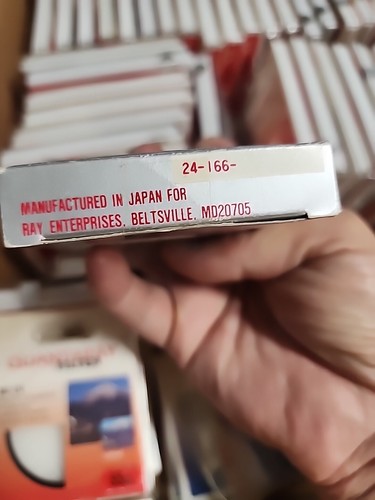 24-166-
MANUFACTURED IN JAPAN FOR
RAY ENTERPRISES, BELTSVILLE, MD20705